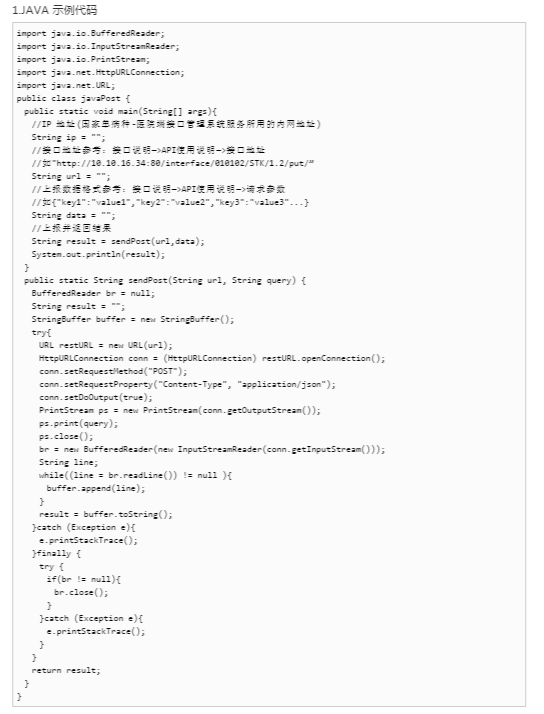 1.JAVA 示例代码
import java.io.BufferedReader;
import java.io.InputStreamReader;
import java.io.PrintStream;
import java.net.HttpURLConnection;
import java.net.URL;
public class javaPost {
public static void main(String[] args){
//IP 地址(国家单病种-医院端接口管理系统服务所用的内网地址)
String ip = "";
//接口地址参考: 接口说明->API使用说明->接口地址
//如"http://10.10.16.34:80/interface/010102/STK/1.2/put/"
String url = "";
//上报数据格式参考: 接口说明->API使用说明->请求参数
//如{"key1":"value1","key2":"value2","key3":"value3"...}
String data = "";
//上报并返回结果
String result = sendPost(url,data);
System.out.println(result);
}
public static String sendPost(String url, String query) {
BufferedReader br = null;
String result = "";
StringBuffer buffer = new StringBuffer();
try{
URL restURL = new URL(url);
HttpURLConnection conn = (HttpURLConnection) restURL.openConnection();
conn.setRequestMethod("POST");
conn.setRequestProperty("Content-Type", "application/json");
conn.setDoOutput(true);
PrintStream ps = new PrintStream(conn.getOutputStream());
ps.print(query);
ps.close();
br = new BufferedReader(new InputStreamReader(conn.getInputStream()));
String line;
while((line = br.readLine()) != null ){
buffer.append(line);
}
result = buffer.toString();
}catch (Exception e){
e.printStackTrace();
}finally {
try {
if(br != null){
br.close();
}
}catch (Exception e){
e.printStackTrace();
}
}
return result;
}
}